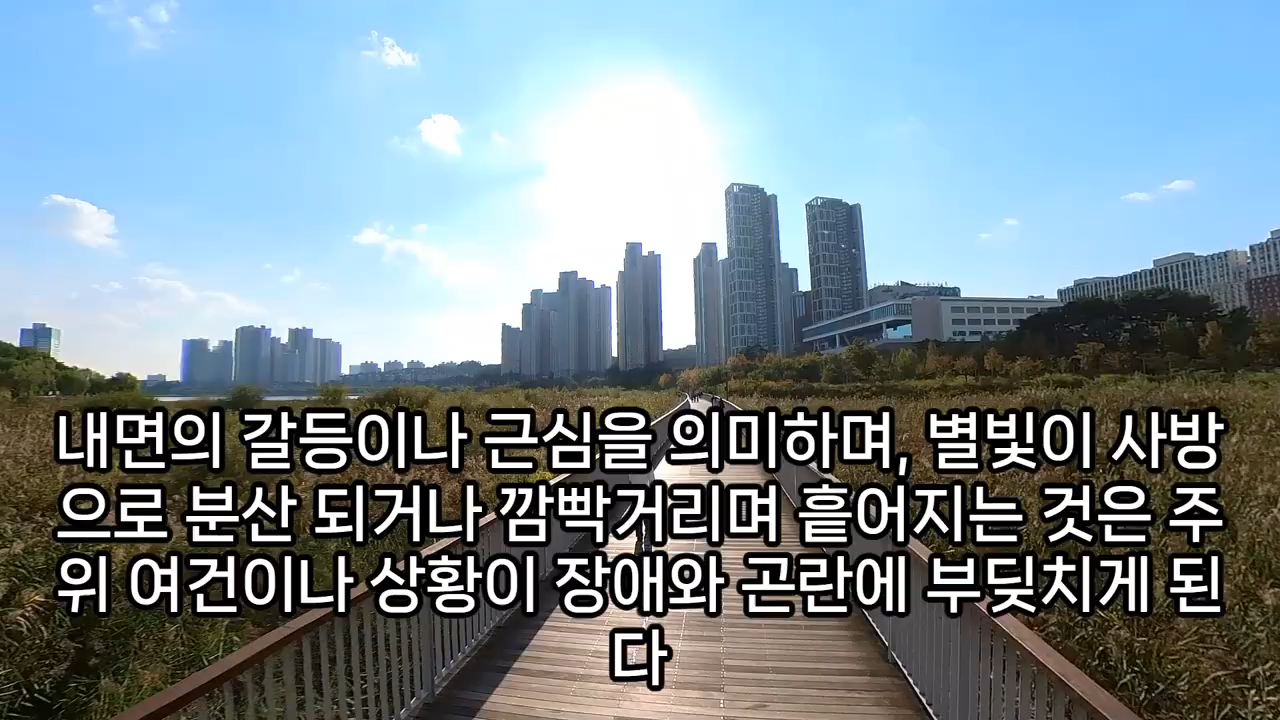 내면의 갈등이나 근심을 의미하며, 별빛이 사방
으로 분산 되거나 깜빡거리며 흩어지는 것은 주
위 여건이나 상황이 장애와 곤란에 부딪치게 된
다